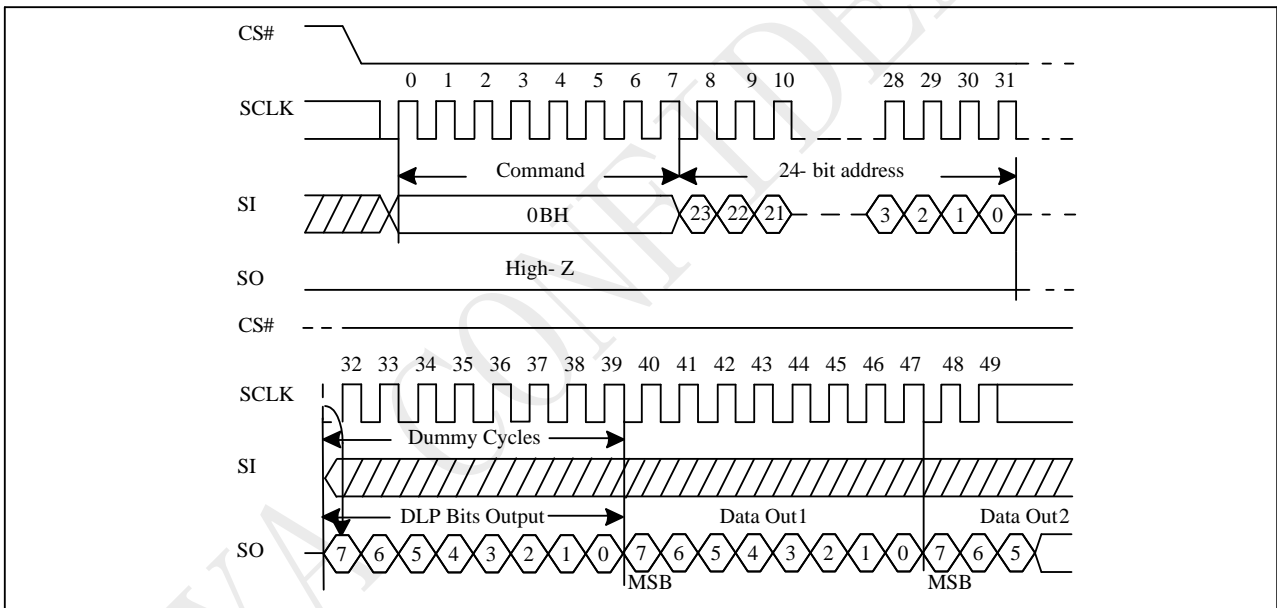 CS#
0 1 2 3 4 5 6 7 8 9 10 28 29 30 31
SCLK
Command 24- bit address
SI
0BH 23 22 21 3 2 1 0
High- Z
SO
CS#
32 33 34 35 36 37 38 39 40 41 42 43 44 45 46 47 48 49
SCLK
Dummy Cycles
SI
DLP Bits Output Data Out1 Data Out2
SO 7 6 5 4 3 2 1 0 7 6 5 4 3 2 1 0 7 6 5
MSB MSB